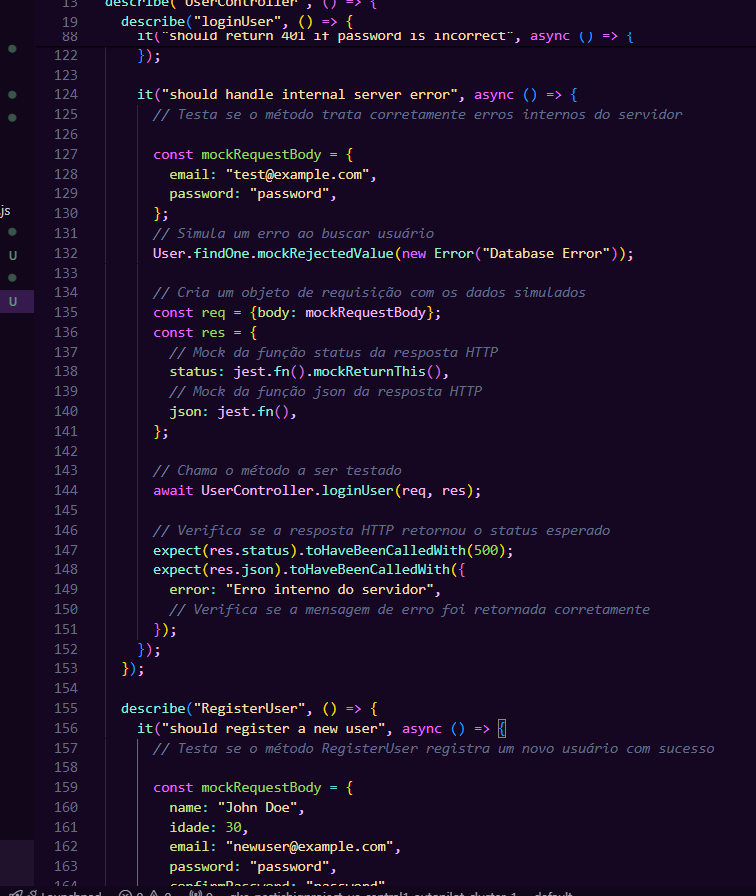 13 describe("UserController", () => {
19 describe("loginUser", () => {
88 it("should return 401 if password is incorrect", async () => {
122 });
123
124 it("should handle internal server error", async () => {
125 // Testa se o método trata corretamente erros internos do servidor
126
127 const mockRequestBody = {
128 email: "test@example.com",
129 password: "password",
130 };
js
131 // Simula um erro ao buscar usuário
U
132 User.findOne.mockRejectedValue(new Error("Database Error"));
133
134 // Cria um objeto de requisição com os dados simulados
U
135 const req = {body: mockRequestBody};
136 const res = {
137 // Mock da função status da resposta HTTP
138 status: jest.fn().mockReturnThis(),
139 // Mock da função json da resposta HTTP
140 json: jest.fn(),
141 };
142
143 // Chama o método a ser testado
144 await UserController.loginUser(req, res);
145
146 // Verifica se a resposta HTTP retornou o status esperado
147 expect(res.status).toHaveBeenCalledWith(500);
148 expect(res.json).toHaveBeenCalledWith({
149 error: "Erro interno do servidor",
150 // Verifica se a mensagem de erro foi retornada corretamente
151 });
152 });
153 });
154
155 describe("RegisterUser", () => {
156 it("should register a new user", async () => {
157 // Testa se o método RegisterUser registra um novo usuário com sucesso
158
159 const mockRequestBody = {
160 name: "John Doe",
161 idade: 30,
162 email: "newuser@example.com",
163 password: "password",
164 confirmPassword: "password"